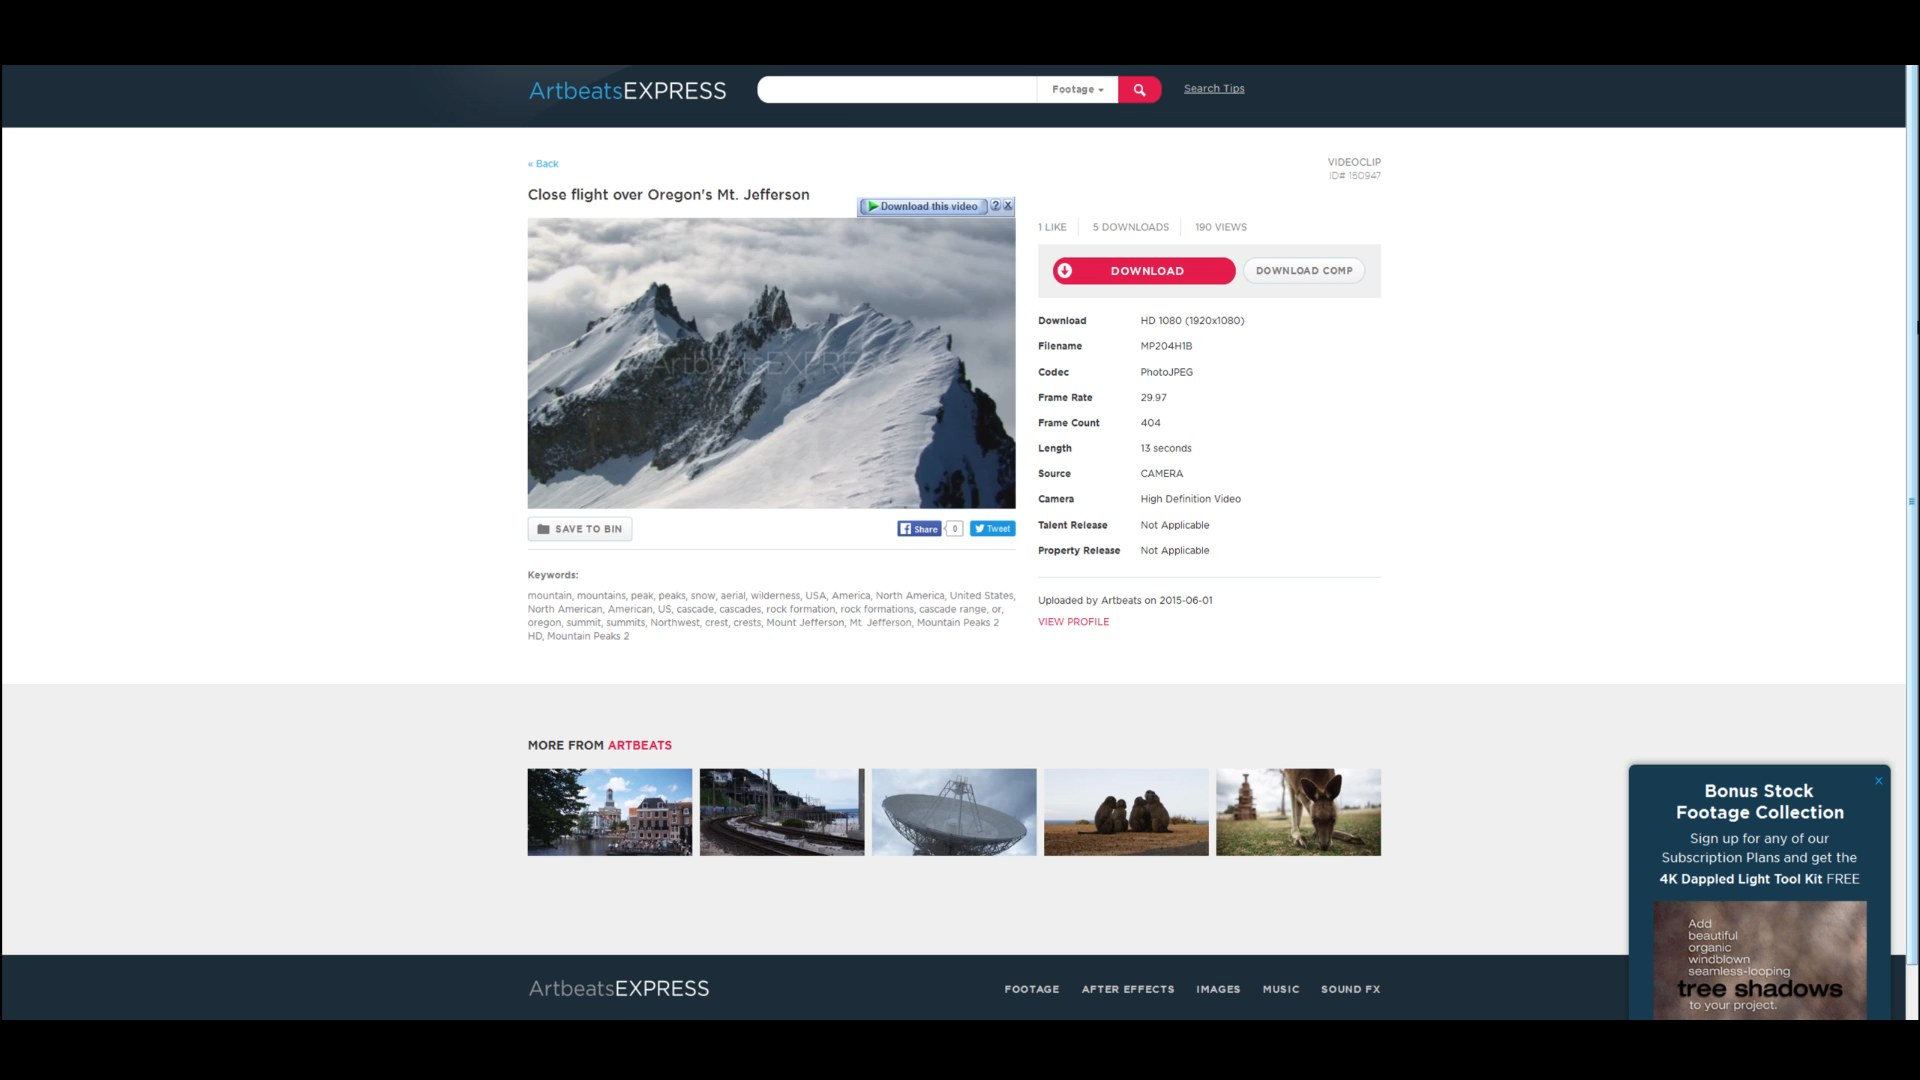 ArtbeatsEXPRESS
Footage
Search Tips
« Back
VIDEOCLIP
ID# 150947
Close flight over Oregon's Mt. Jefferson
Download this video ? X
ArtbeatsEXPRESS
1 LIKE 5 DOWNLOADS 190 VIEWS
DOWNLOAD DOWNLOAD COMP
Download HD 1080 (1920x1080)
Filename MP204H1B
Codec PhotoJPEG
Frame Rate 29.97
Frame Count 404
Length 13 seconds
Source CAMERA
Camera High Definition Video
Talent Release Not Applicable
Property Release Not Applicable
Uploaded by Artbeats on 2015-06-01
VIEW PROFILE
SAVE TO BIN
Share 0 Tweet
Keywords:
mountain, mountains, peak, peaks, snow, aerial, wilderness, USA, America, North America, United States,
North American, American, US, cascade, cascades, rock formation, rock formations, cascade range, or,
oregon, summit, summits, Northwest, crest, crests, Mount Jefferson, Mt. Jefferson, Mountain Peaks 2
HD, Mountain Peaks 2
MORE FROM ARTBEATS
Bonus Stock
Footage Collection
Sign up for any of our
Subscription Plans and get the
4K Dappled Light Tool Kit FREE
Add
beautiful
organic
windblown
seamless-looping
tree shadows
to your project.
ArtbeatsEXPRESS
FOOTAGE AFTER EFFECTS IMAGES MUSIC SOUND FX